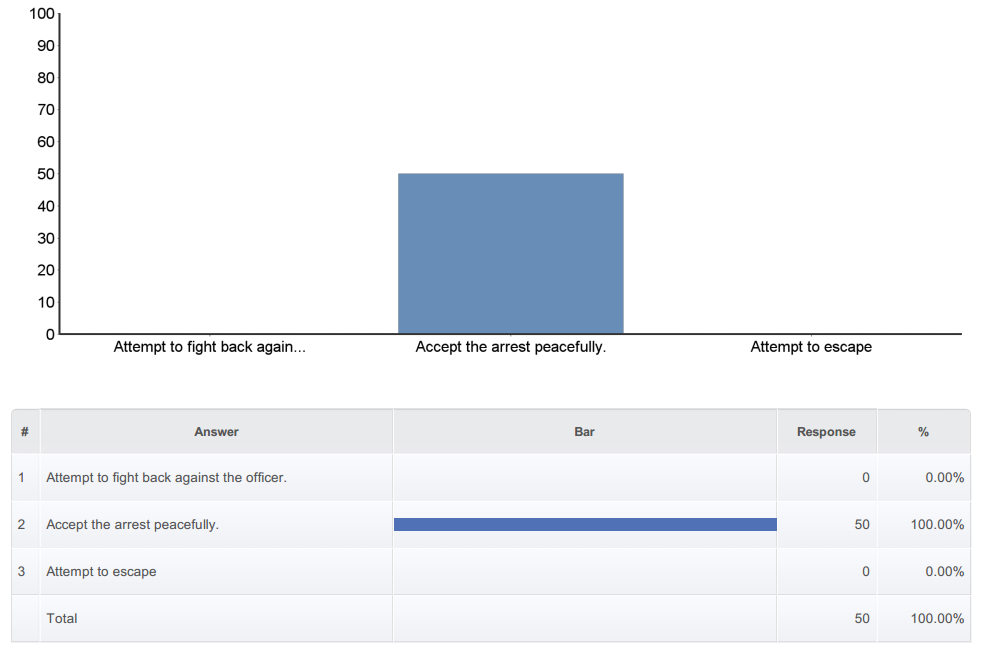 100
90
80
70
60
50
40
30
20
10
0
Attempt to fight back again... Accept the arrest peacefully. Attempt to escape
# Answer Bar Response %
1 Attempt to fight back against the officer. 0 0.00%
2 Accept the arrest peacefully. 50 100.00%
3 Attempt to escape 0 0.00%
Total 50 100.00%